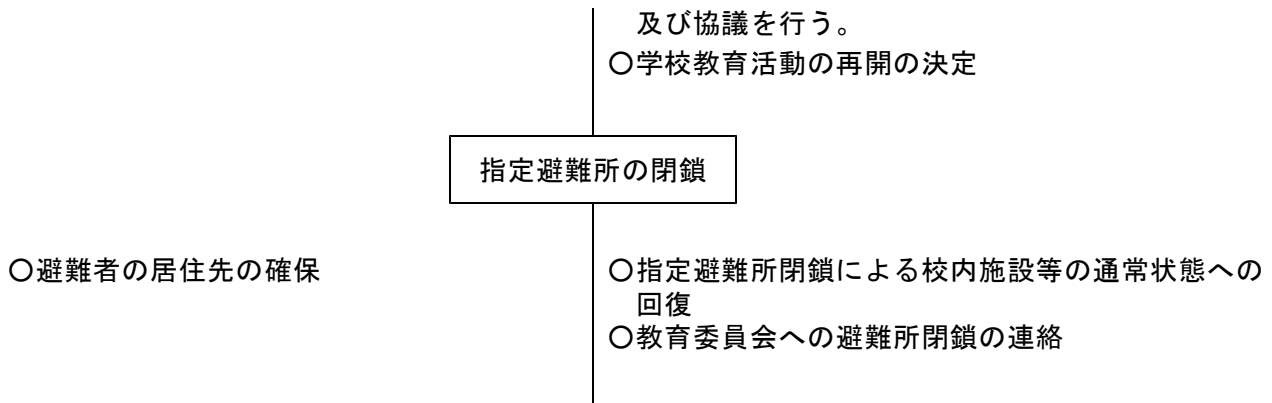 及び協議を行う。
○学校教育活動の再開の決定
指定避難所の閉鎖
○避難者の居住先の確保
○指定避難所閉鎖による校内施設等の通常状態への
回復
○教育委員会への避難所閉鎖の連絡